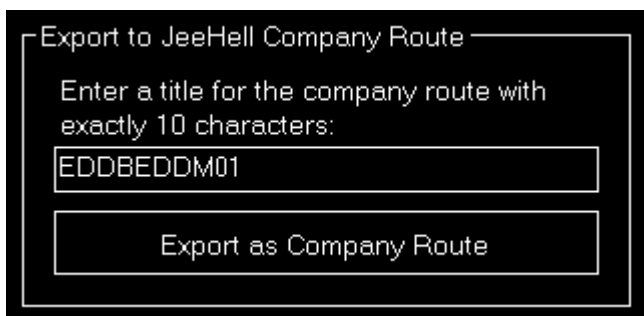 Export to JeeHell Company Route
Enter a title for the company route with
exactly 10 characters:
EDDBEDDM01
Export as Company Route